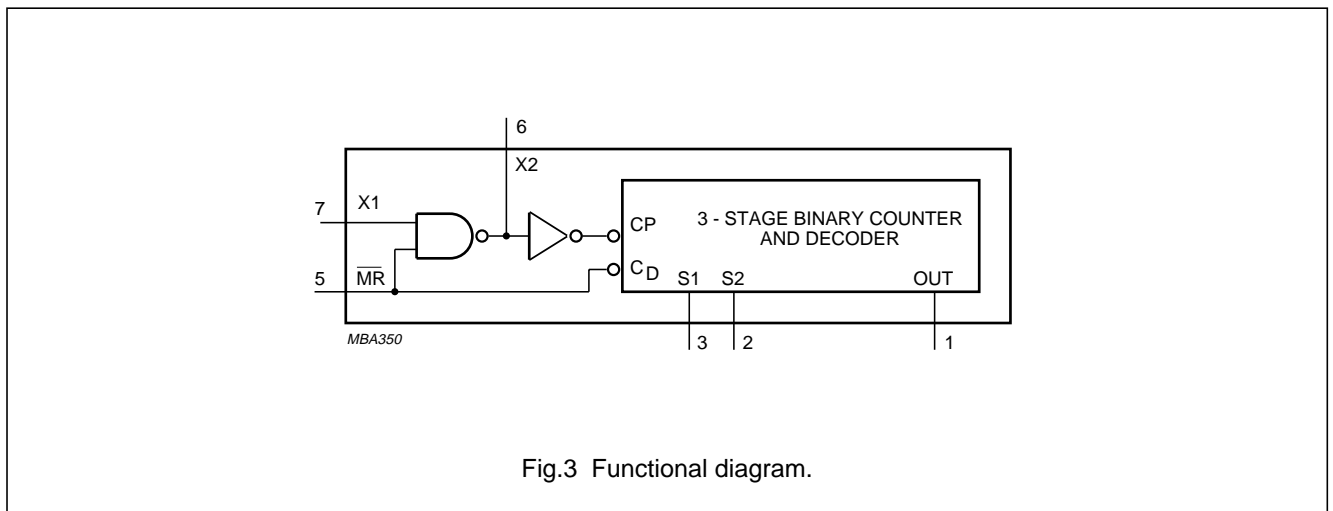 6
X2
7 X1
CP
3 - STAGE BINARY COUNTER
AND DECODER
5 M̅R̅
CD
S1 S2 OUT
MBA350
3 2 1
Fig.3 Functional diagram.